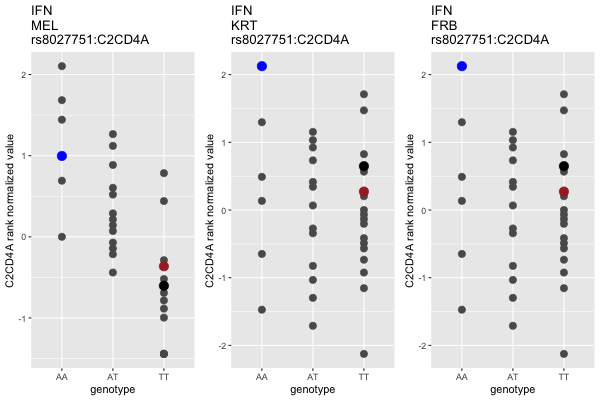 IFN
MEL
rs8027751:C2CD4A
C2CD4A rank normalized value
2
1
0
-1
AA
AT
TT
genotype
IFN
KRT
rs8027751:C2CD4A
C2CD4A rank normalized value
2
1
0
-1
-2
AA
AT
TT
genotype
IFN
FRB
rs8027751:C2CD4A
C2CD4A rank normalized value
2
1
0
-1
-2
AA
AT
TT
genotype